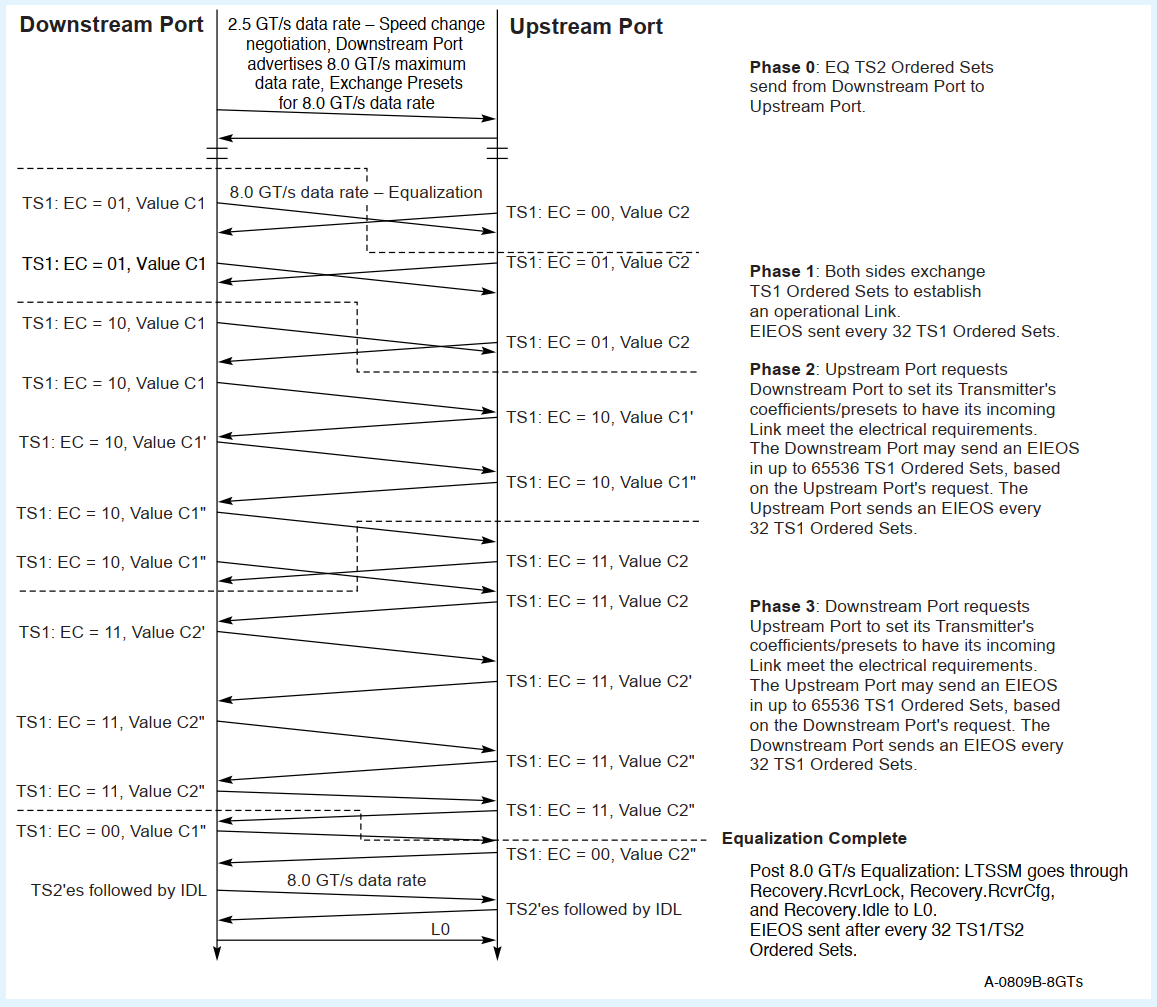 Downstream Port
2.5 GT/s data rate – Speed change
negotiation, Downstream Port
advertises 8.0 GT/s maximum
data rate, Exchange Presets
for 8.0 GT/s data rate
Upstream Port
Phase 0: EQ TS2 Ordered Sets
send from Downstream Port to
Upstream Port.
8.0 GT/s data rate – Equalization
TS1: EC = 01, Value C1
TS1: EC = 00, Value C2
TS1: EC = 01, Value C1
TS1: EC = 01, Value C2
Phase 1: Both sides exchange
TS1 Ordered Sets to establish
an operational Link.
EIEOS sent every 32 TS1 Ordered Sets.
TS1: EC = 10, Value C1
TS1: EC = 01, Value C2
Phase 2: Upstream Port requests
Downstream Port to set its Transmitter's
coefficients/presets to have its incoming
Link meet the electrical requirements.
The Downstream Port may send an EIEOS
in up to 65536 TS1 Ordered Sets, based
on the Upstream Port's request. The
Upstream Port sends an EIEOS every
32 TS1 Ordered Sets.
TS1: EC = 10, Value C1
TS1: EC = 10, Value C1'
TS1: EC = 10, Value C1'
TS1: EC = 10, Value C1"
TS1: EC = 10, Value C1"
TS1: EC = 10, Value C1"
TS1: EC = 11, Value C2
TS1: EC = 11, Value C2
Phase 3: Downstream Port requests
Upstream Port to set its Transmitter's
coefficients/presets to have its incoming
Link meet the electrical requirements.
The Upstream Port may send an EIEOS
in up to 65536 TS1 Ordered Sets, based
on the Downstream Port's request. The
Downstream Port sends an EIEOS every
32 TS1 Ordered Sets.
TS1: EC = 11, Value C2'
TS1: EC = 11, Value C2'
TS1: EC = 11, Value C2"
TS1: EC = 11, Value C2"
TS1: EC = 11, Value C2"
TS1: EC = 11, Value C2"
TS1: EC = 00, Value C1"
Equalization Complete
TS1: EC = 00, Value C2"
Post 8.0 GT/s Equalization: LTSSM goes through
Recovery.RcvrLock, Recovery.RcvrCfg,
and Recovery.Idle to L0.
EIEOS sent after every 32 TS1/TS2
Ordered Sets.
8.0 GT/s data rate
TS2'es followed by IDL
TS2'es followed by IDL
L0
A-0809B-8GTs